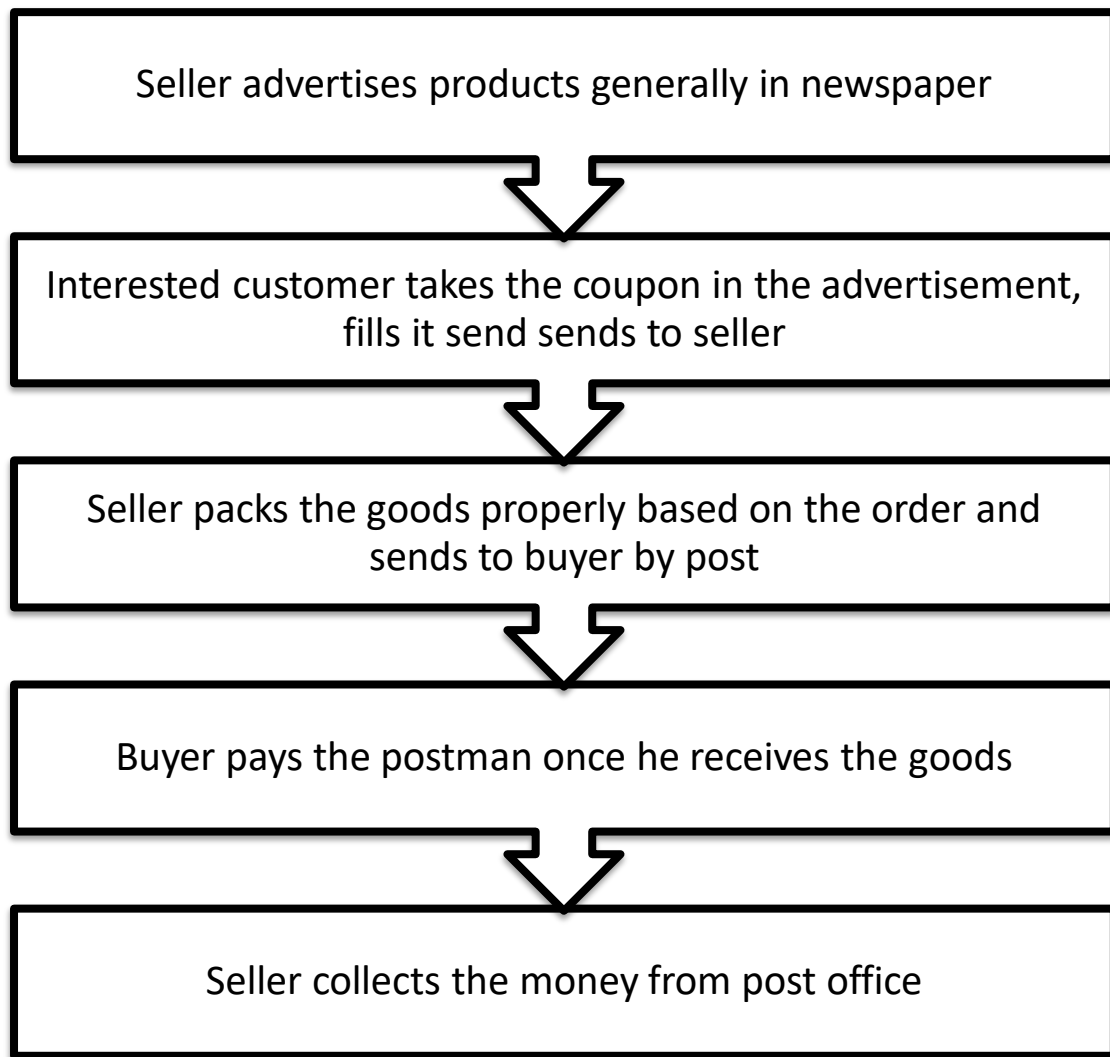 Seller advertises products generally in newspaper
Interested customer takes the coupon in the advertisement,
fills it send sends to seller
Seller packs the goods properly based on the order and
sends to buyer by post
Buyer pays the postman once he receives the goods
Seller collects the money from post office